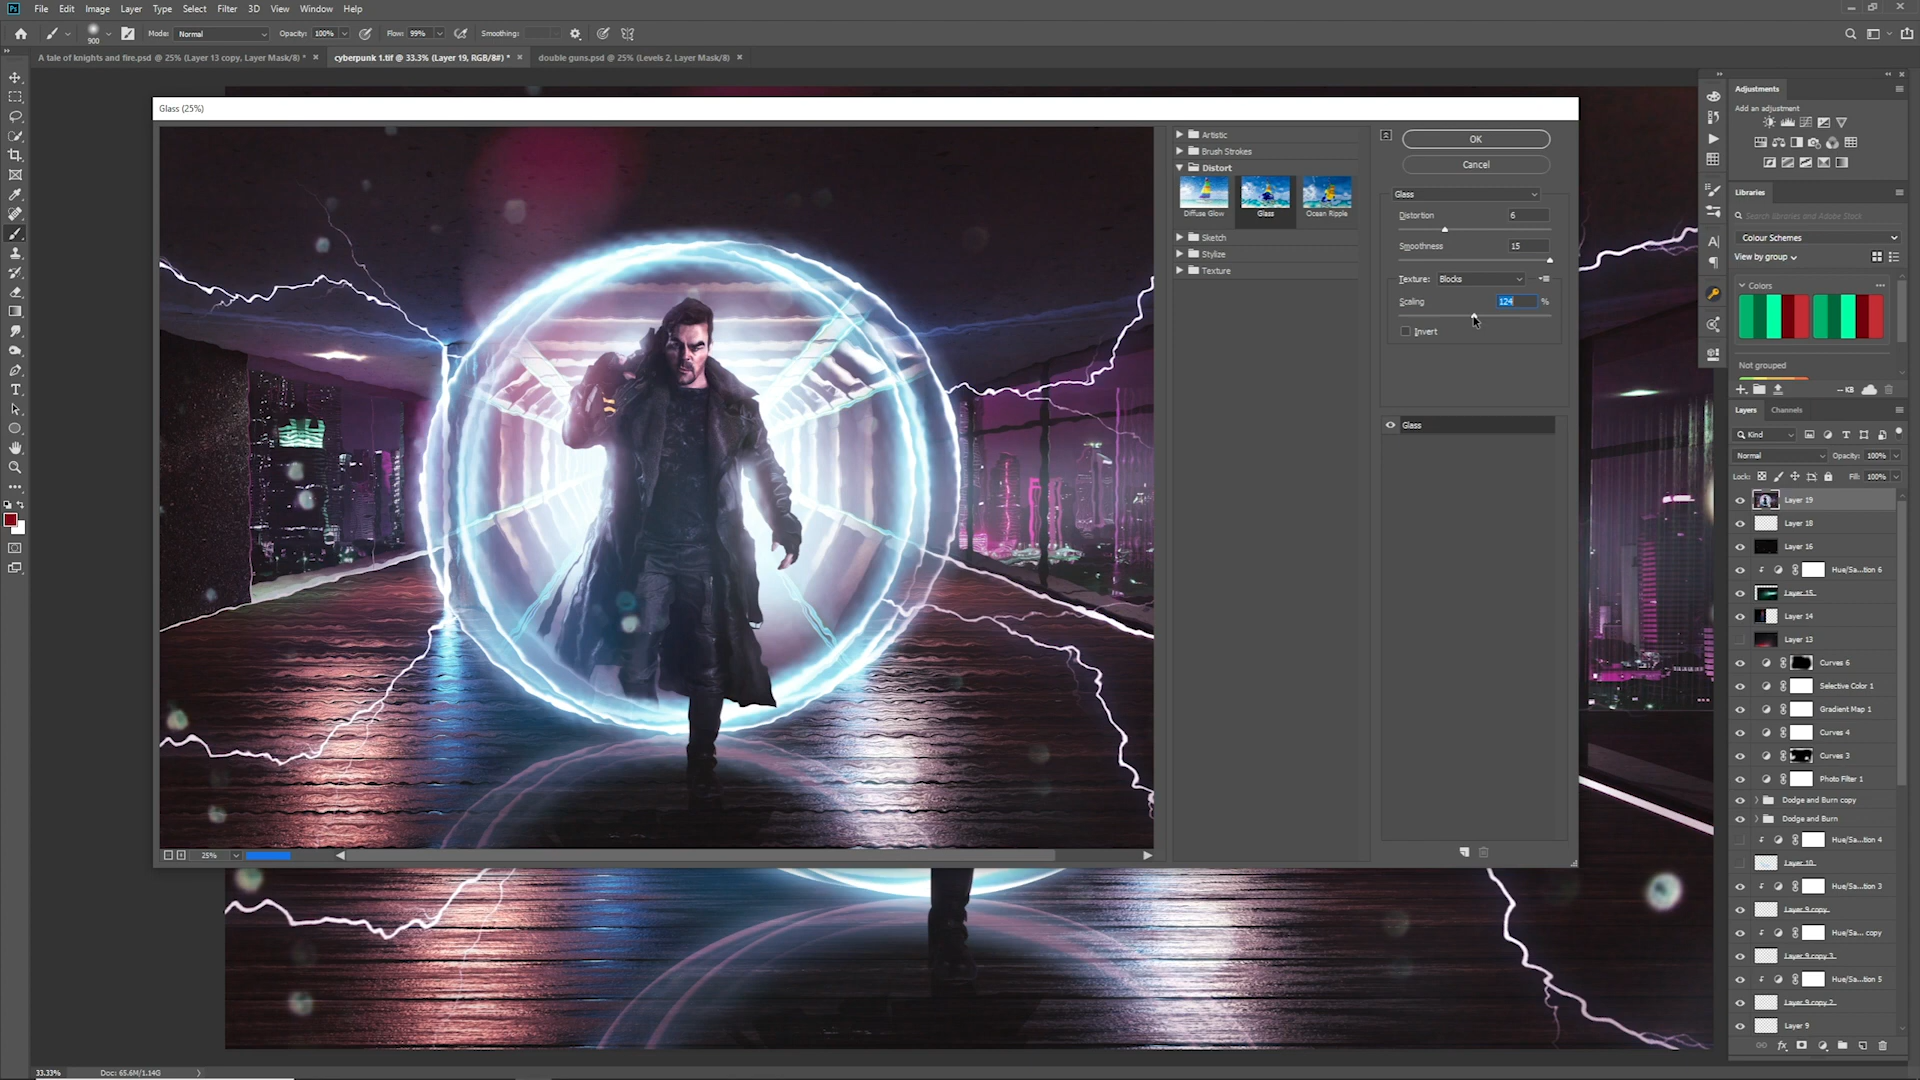 Ps File Edit Image Layer Type Select Filter 3D View Window Help
900 Mode: Normal Opacity: 100% Flow: 99% Smoothing:
A tale of knights and fire.psd @ 25% (Layer 13 copy, Layer Mask/8) * × cyberpunk 1.tif @ 33.3% (Layer 19, RGB/8#) * × double guns.psd @ 25% (Levels 2, Layer Mask/8) ×
Glass (25%)
Artistic
Brush Strokes
Distort
Diffuse Glow Glass Ocean Ripple
Sketch
Stylize
Texture
OK
Cancel
Glass
Distortion 6
Smoothness 15
Texture: Blocks
Scaling 124 %
Invert
Glass
25%
Adjustments
Add an adjustment
Libraries
Search libraries and Adobe Stock
Colour Schemes
View by group
Colors
Not grouped
-- KB
Layers Channels
Kind
Normal Opacity: 100%
Lock: Fill: 100%
Layer 19
Layer 18
Layer 16
Hue/Sa...tion 6
Layer 15
Layer 14
Layer 13
Curves 6
Selective Color 1
Gradient Map 1
Curves 4
Curves 3
Photo Filter 1
Dodge and Burn copy
Dodge and Burn
Hue/Sa...tion 4
Layer 10
Hue/Sa...tion 3
Layer 9 copy
Hue/Sa... copy
Layer 9 copy 3
Hue/Sa...tion 5
Layer 9 copy 2
Layer 9
33.33% Doc: 65.6M/1.14G